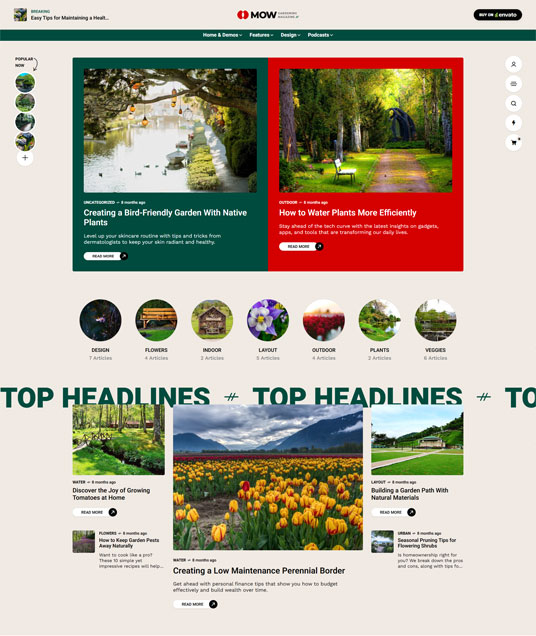 BREAKING
Easy Tips for Maintaining a Healt...
MOW
GARDENING
BUY ON envato
Home & Demos
Features
Design
Podcasts
POPULAR
NOW
UNCATEGORIZED — 8 months ago
Creating a Bird-Friendly Garden With Native
Plants
Level up your skincare routine with tips and tricks from
dermatologists to keep your skin radiant and healthy.
READ MORE
OUTDOOR — 8 months ago
How to Water Plants More Efficiently
Stay ahead of the tech curve with the latest insights on gadgets,
apps, and tools that are transforming our daily lives.
READ MORE
DESIGN
7 Articles
FLOWERS
4 Articles
INDOOR
2 Articles
LAYOUT
5 Articles
OUTDOOR
4 Articles
PLANTS
2 Articles
VEGGIES
6 Articles
TOP HEADLINES TOP HEADLINES TO
WATER — 8 months ago
Discover the Joy of Growing
Tomatoes at Home
READ MORE
FLOWERS — 8 months ago
How to Keep Garden Pests
Away Naturally
Want to cook like a pro?
These 10 simple yet
impressive recipes will help...
WATER — 8 months ago
Creating a Low Maintenance Perennial Border
Get ahead with personal finance tips that show you how to budget
effectively and build wealth over time.
READ MORE
LAYOUT — 8 months ago
Building a Garden Path With
Natural Materials
READ MORE
URBAN — 8 months ago
Seasonal Pruning Tips for
Flowering Shrubs
Is homeownership right for
you? We break down the pros
and cons, along with tips fo...